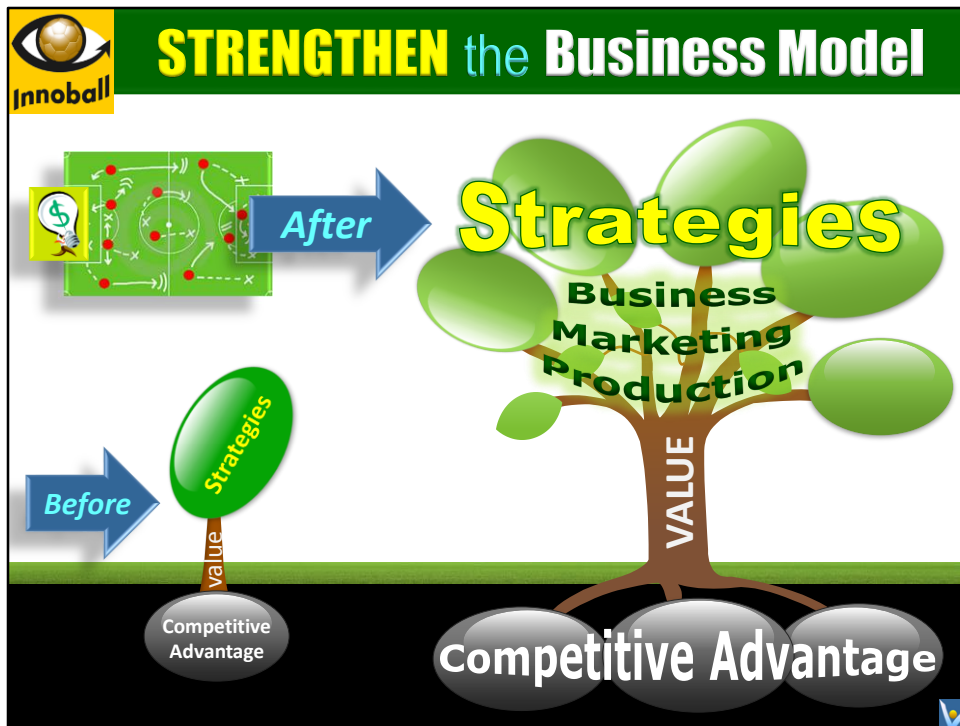 Innoball
STRENGTHEN the Business Model
After
Strategies
Business
Marketing
Production
VALUE
Competitive Advantage
Before
Strategies
value
Competitive
Advantage
$